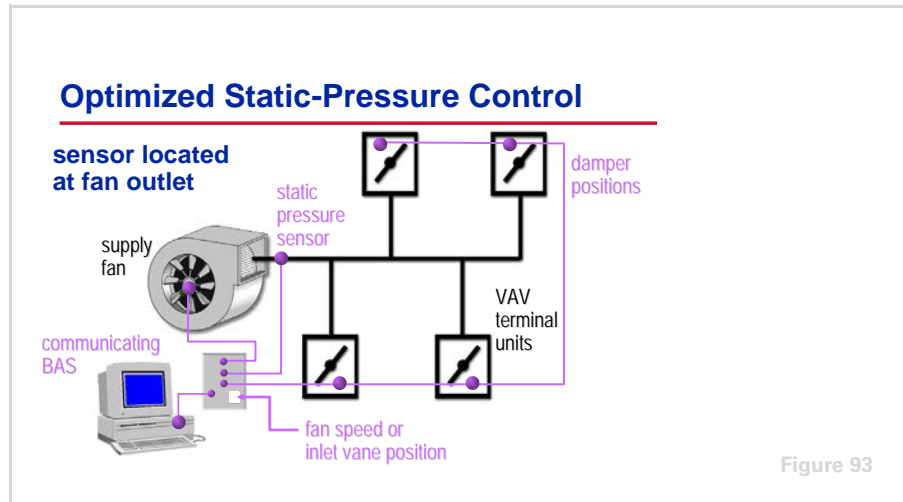 Optimized Static-Pressure Control
sensor located
at fan outlet
static
pressure
sensor
damper
positions
supply
fan
VAV
terminal
units
communicating
BAS
fan speed or
inlet vane position
Figure 93